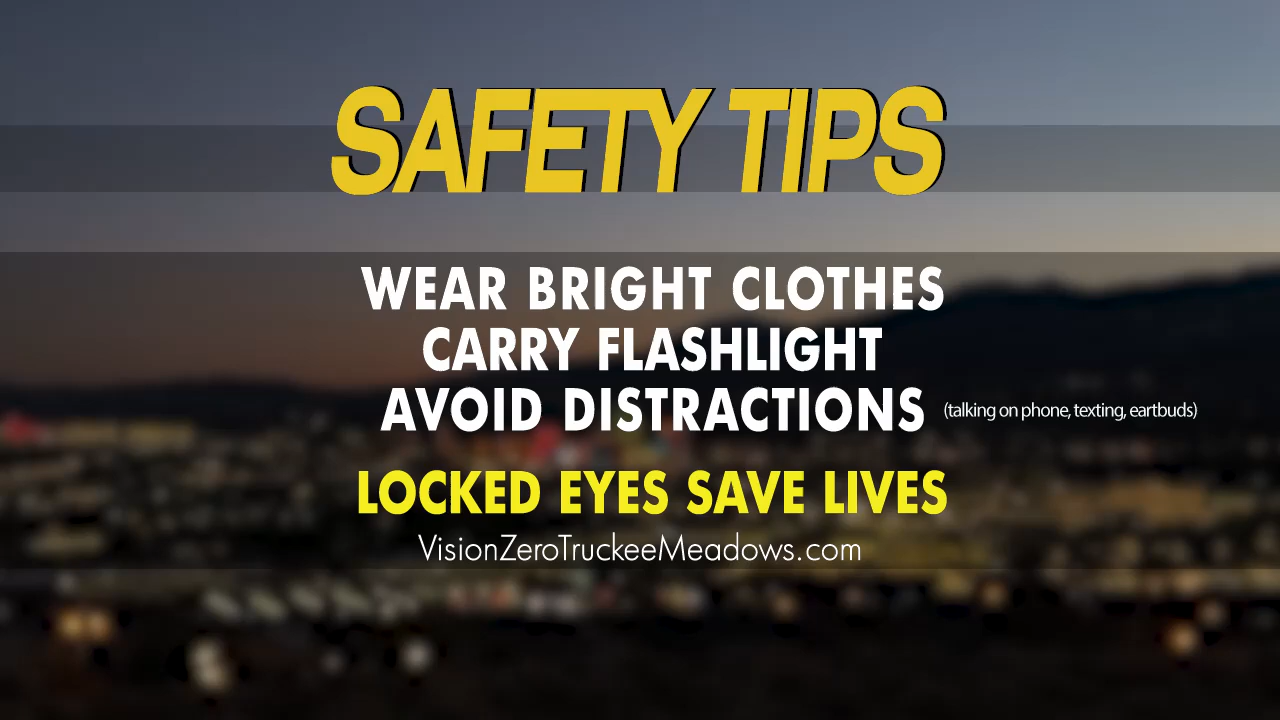 SAFETY TIPS
WEAR BRIGHT CLOTHES
CARRY FLASHLIGHT
AVOID DISTRACTIONS (talking on phone, texting, eartbuds)
LOCKED EYES SAVE LIVES
VisionZeroTruckeeMeadows.com